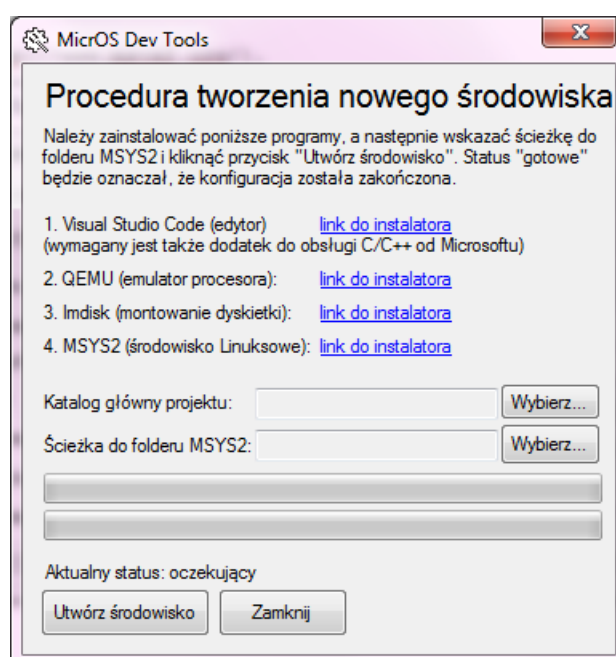 MicrOS Dev Tools
Procedura tworzenia nowego środowiska
Należy zainstalować poniższe programy, a następnie wskazać ścieżkę do
folderu MSYS2 i kliknąć przycisk "Utwórz środowisko". Status "gotowe"
będzie oznaczał, że konfiguracja została zakończona.
1. Visual Studio Code (edytor) link do instalatora
(wymagany jest także dodatek do obsługi C/C++ od Microsoftu)
2. QEMU (emulator procesora): link do instalatora
3. Imdisk (montowanie dyskietki): link do instalatora
4. MSYS2 (środowisko Linuksowe): link do instalatora
Katalog główny projektu: Wybierz...
Ścieżka do folderu MSYS2: Wybierz...
Aktualny status: oczekujący
Utwórz środowisko Zamknij